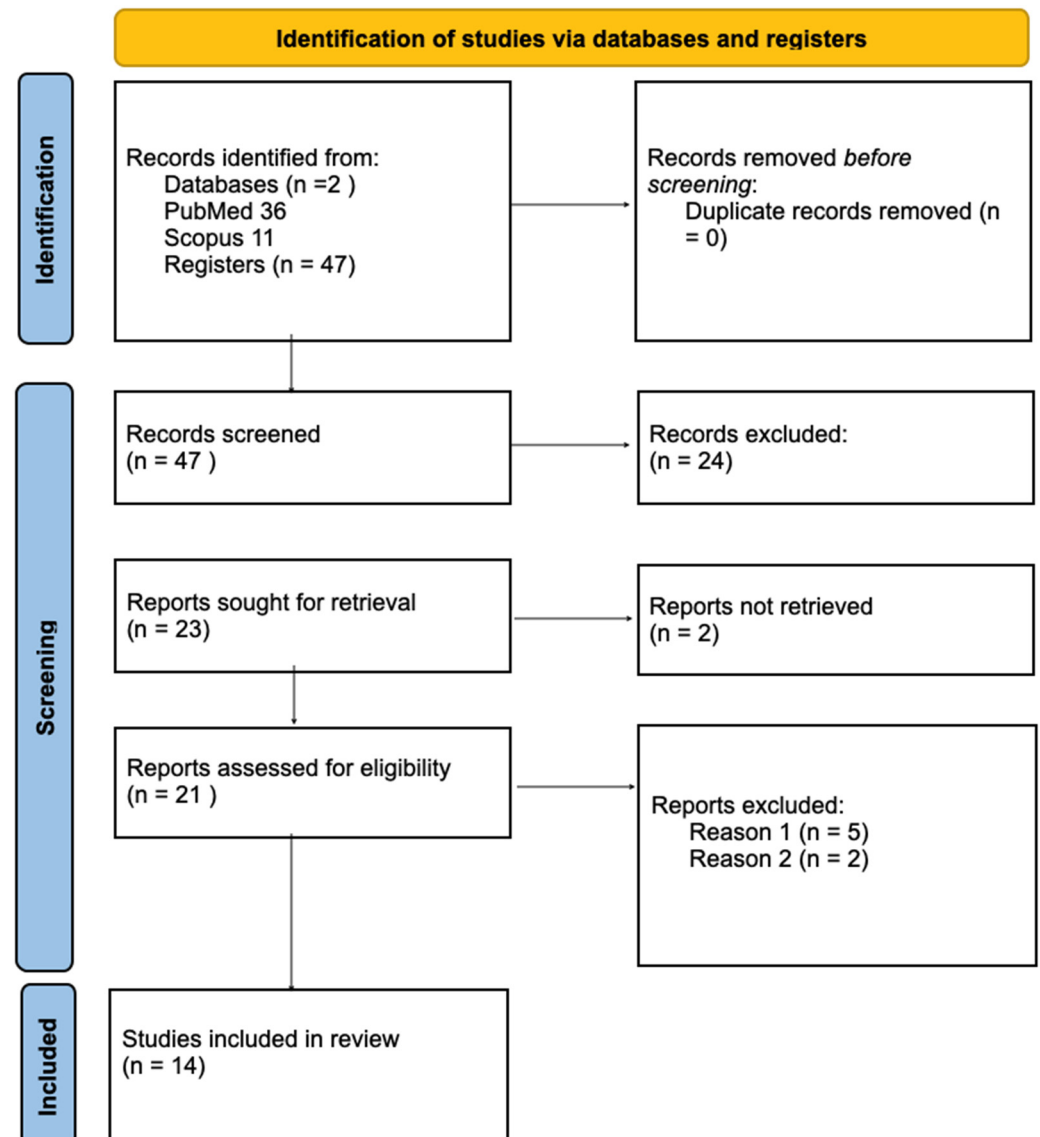 Identification of studies via databases and registers
Identification
Records identified from:
Databases (n =2 )
PubMed 36
Scopus 11
Registers (n = 47)
Records removed before
screening:
Duplicate records removed (n
= 0)
Screening
Records screened
(n = 47 )
Records excluded:
(n = 24)
Reports sought for retrieval
(n = 23)
Reports not retrieved
(n = 2)
Reports assessed for eligibility
(n = 21 )
Reports excluded:
Reason 1 (n = 5)
Reason 2 (n = 2)
Included
Studies included in review
(n = 14)